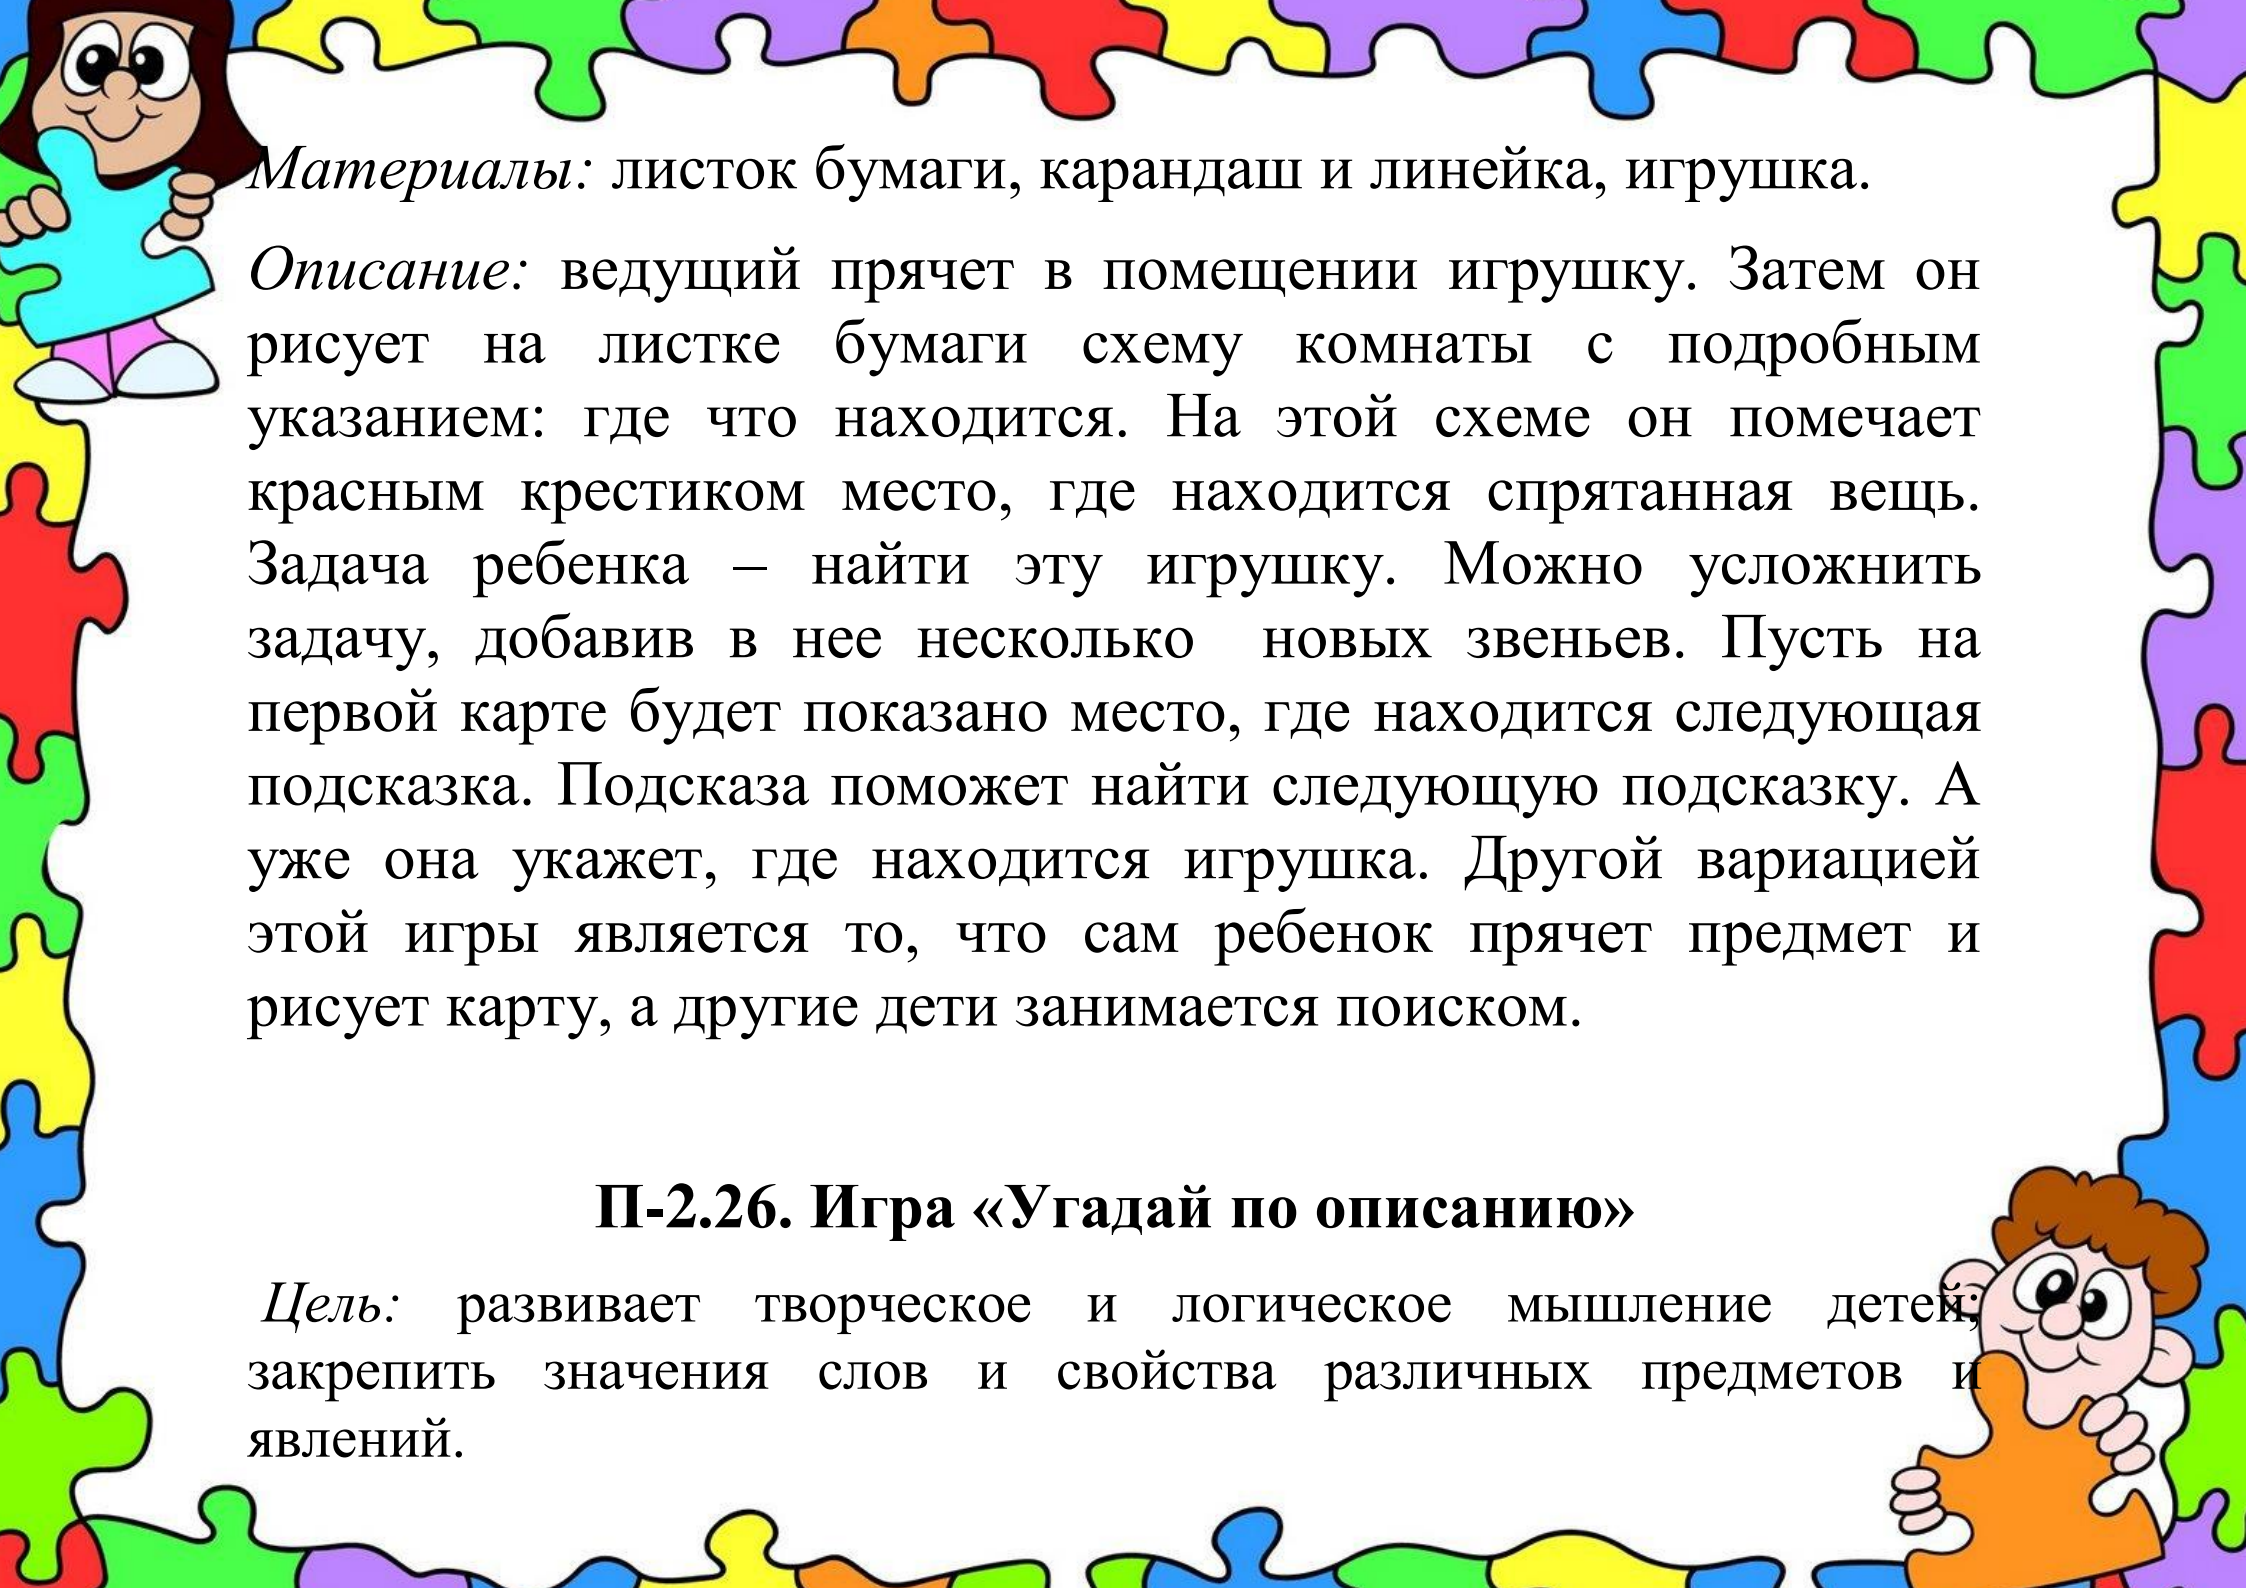 Материалы: листок бумаги, карандаш и линейка, игрушка.
Описание: ведущий прячет в помещении игрушку. Затем он
рисует на листке бумаги схему комнаты с подробным
указанием: где что находится. На этой схеме он помечает
красным крестиком место, где находится спрятанная вещь.
Задача ребенка – найти эту игрушку. Можно усложнить
задачу, добавив в нее несколько новых звеньев. Пусть на
первой карте будет показано место, где находится следующая
подсказка. Подсказа поможет найти следующую подсказку. А
уже она укажет, где находится игрушка. Другой вариацией
этой игры является то, что сам ребенок прячет предмет и
рисует карту, а другие дети занимается поиском.
П-2.26. Игра «Угадай по описанию»
Цель: развивает творческое и логическое мышление детей;
закрепить значения слов и свойства различных предметов и
явлений.